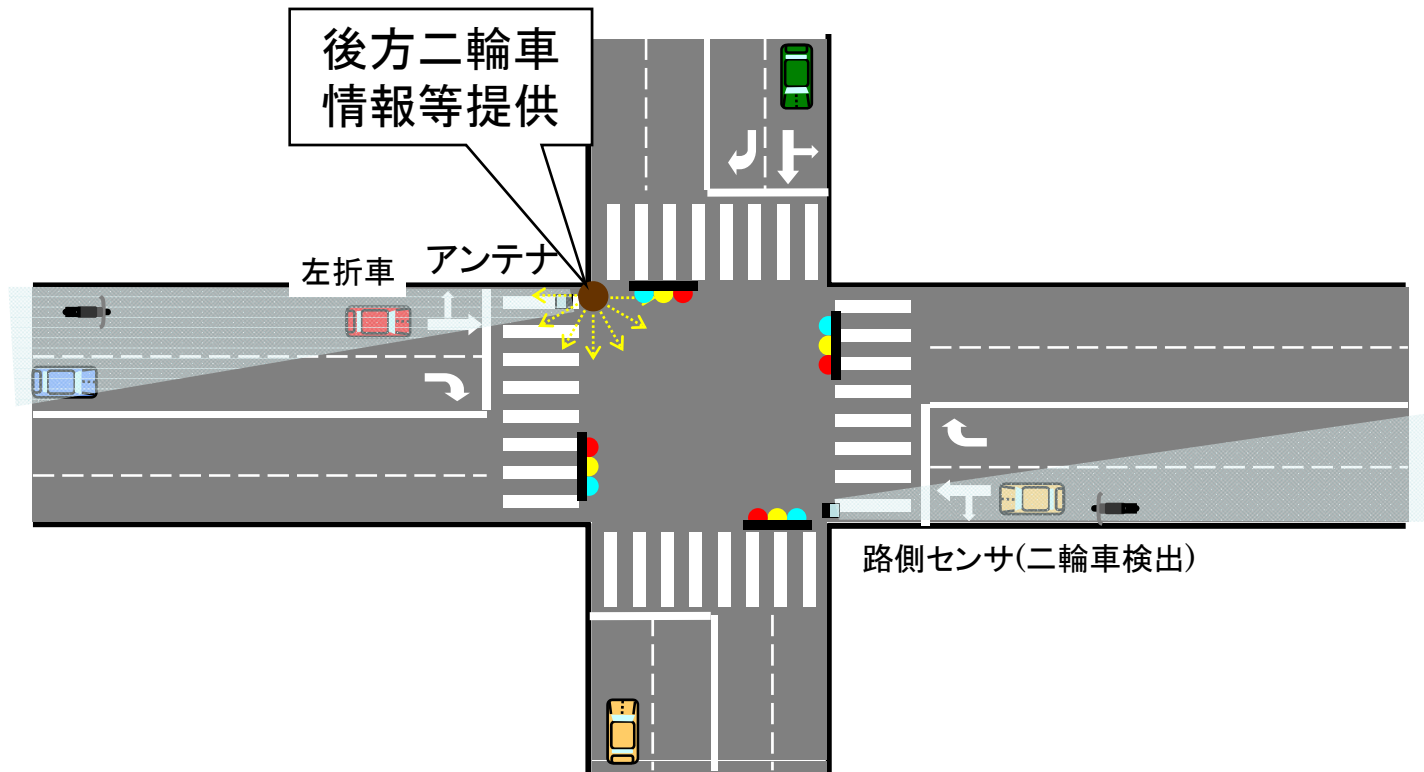 後方二輪車
情報等提供
アンテナ
左折車
路側センサ(二輪車検出)